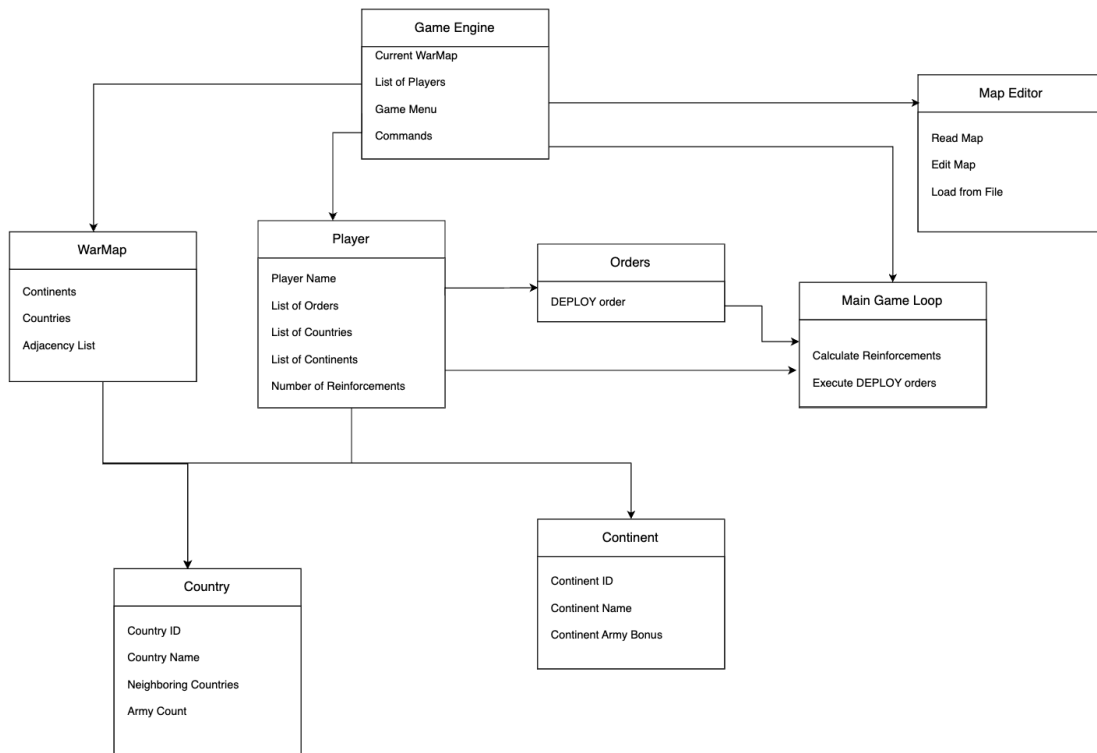 Game Engine
Current WarMap
List of Players
Game Menu
Commands
Map Editor
Read Map
Edit Map
Load from File
WarMap
Continents
Countries
Adjacency List
Player
Player Name
List of Orders
List of Countries
List of Continents
Number of Reinforcements
Orders
DEPLOY order
Main Game Loop
Calculate Reinforcements
Execute DEPLOY orders
Country
Country ID
Country Name
Neighboring Countries
Army Count
Continent
Continent ID
Continent Name
Continent Army Bonus